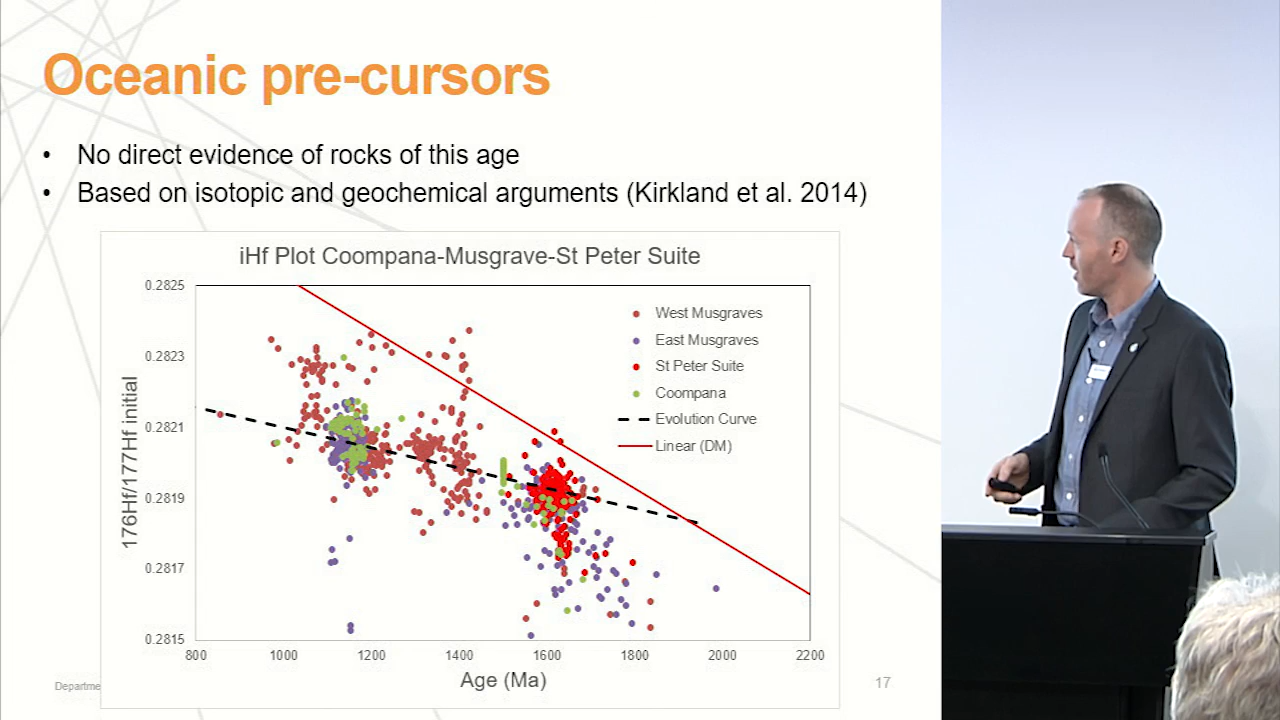 Oceanic pre-cursors
• No direct evidence of rocks of this age
• Based on isotopic and geochemical arguments (Kirkland et al. 2014)
iHf Plot Coompana-Musgrave-St Peter Suite
176Hf/177Hf initial
0.2825
0.2823
0.2821
0.2819
0.2817
0.2815
West Musgraves
East Musgraves
St Peter Suite
Coompana
Evolution Curve
Linear (DM)
800 1000 1200 1400 1600 1800 2000 2200
Age (Ma)
Departme
17